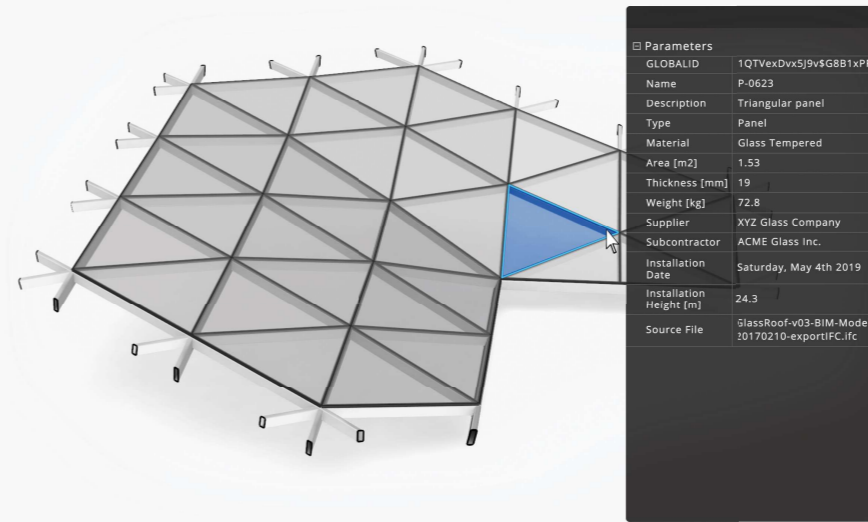 Parameters
GLOBALID 1QTVexDvx5J9v$G8B1xP
Name P-0623
Description Triangular panel
Type Panel
Material Glass Tempered
Area [m2] 1.53
Thickness [mm] 19
Weight [kg] 72.8
Supplier XYZ Glass Company
Subcontractor ACME Glass Inc.
Installation
Date
Saturday, May 4th 2019
Installation
Height [m]
24.3
Source File
GlassRoof-v03-BIM-Mode
20170210-exportIFC.ifc